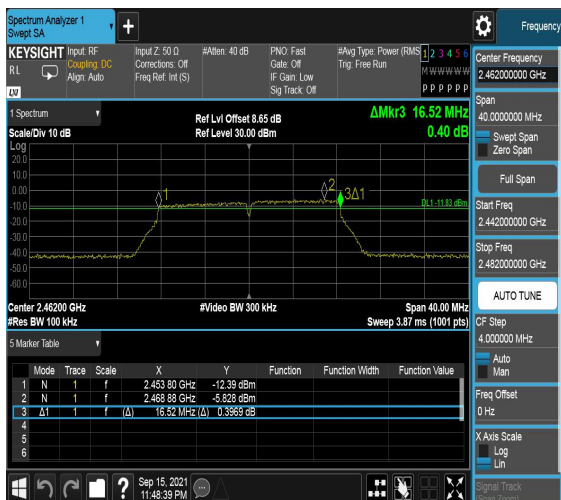 Spectrum Analyzer 1
Swept SA
+
Frequency
KEYSIGHT Input: RF Input Z: 50 Ω #Atten: 40 dB PNO: Fast #Avg Type: Power (RMS 1 2 3 4 5 6
RL Coupling: DC Corrections: Off Gate: Off Trig: Free Run
Align: Auto Freq Ref: Int (S) IF Gain: Low M W W W W W
Sig Track: Off P P P P P P
LXI
Center Frequency
2.462000000 GHz
Span
40.0000000 MHz
Swept Span
Zero Span
Full Span
Start Freq
2.442000000 GHz
Stop Freq
2.482000000 GHz
AUTO TUNE
CF Step
4.000000 MHz
Auto
Man
Freq Offset
0 Hz
X Axis Scale
Log
Lin
Signal Track
(Span Zoom)
1 Spectrum
Ref Lvl Offset 8.65 dB ΔMkr3 16.52 MHz
Scale/Div 10 dB Ref Level 30.00 dBm 0.40 dB
Log
20.0
10.0
0.00
-10.0
-20.0
-30.0
-40.0
-50.0
-60.0
1
2
3Δ1
DL1 -11.83 dBm
Center 2.46200 GHz #Video BW 300 kHz Span 40.00 MHz
#Res BW 100 kHz Sweep 3.87 ms (1001 pts)
5 Marker Table
Mode Trace Scale X Y Function Function Width Function Value
1 N 1 f 2.453 80 GHz -12.39 dBm
2 N 1 f 2.468 88 GHz -5.828 dBm
3 Δ1 1 f (Δ) 16.52 MHz (Δ) 0.3969 dB
4
5
6
?
Sep 15, 2021
11:48:39 PM